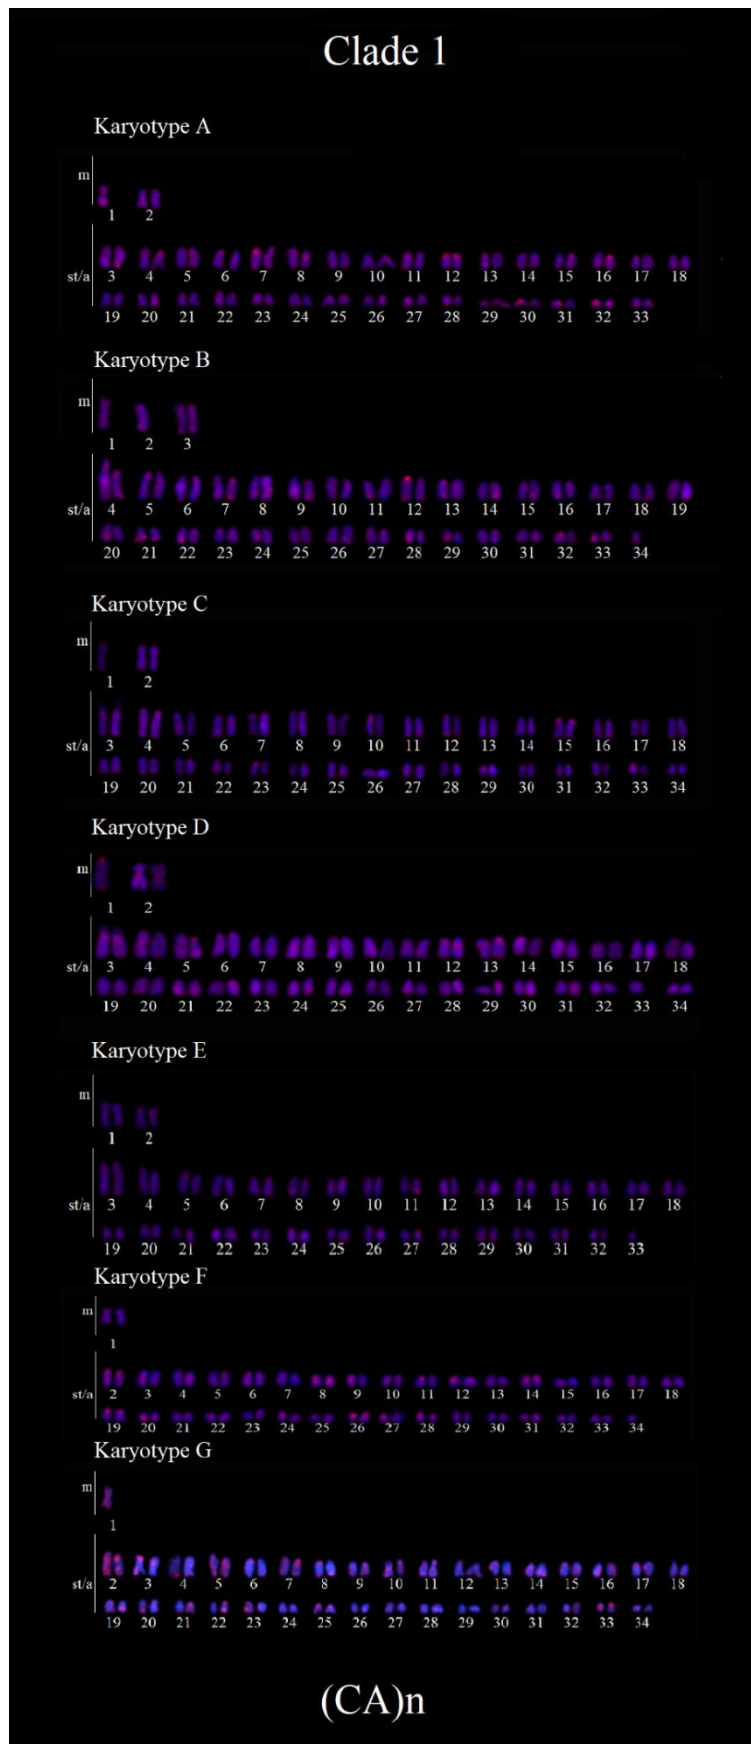 Clade 1
Karyotype A
m
1 2
st/a
3 4 5 6 7 8 9 10 11 12 13 14 15 16 17 18
19 20 21 22 23 24 25 26 27 28 29 30 31 32 33
Karyotype B
m
1 2 3
st/a
4 5 6 7 8 9 10 11 12 13 14 15 16 17 18 19
20 21 22 23 24 25 26 27 28 29 30 31 32 33 34
Karyotype C
m
1 2
st/a
3 4 5 6 7 8 9 10 11 12 13 14 15 16 17 18
19 20 21 22 23 24 25 26 27 28 29 30 31 32 33 34
Karyotype D
m
1 2
st/a
3 4 5 6 7 8 9 10 11 12 13 14 15 16 17 18
19 20 21 22 23 24 25 26 27 28 29 30 31 32 33 34
Karyotype E
m
1 2
st/a
3 4 5 6 7 8 9 10 11 12 13 14 15 16 17 18
19 20 21 22 23 24 25 26 27 28 29 30 31 32 33
Karyotype F
m
1
st/a
2 3 4 5 6 7 8 9 10 11 12 13 14 15 16 17 18
19 20 21 22 23 24 25 26 27 28 29 30 31 32 33 34
Karyotype G
m
1
st/a
2 3 4 5 6 7 8 9 10 11 12 13 14 15 16 17 18
19 20 21 22 23 24 25 26 27 28 29 30 31 32 33 34
(CA)n